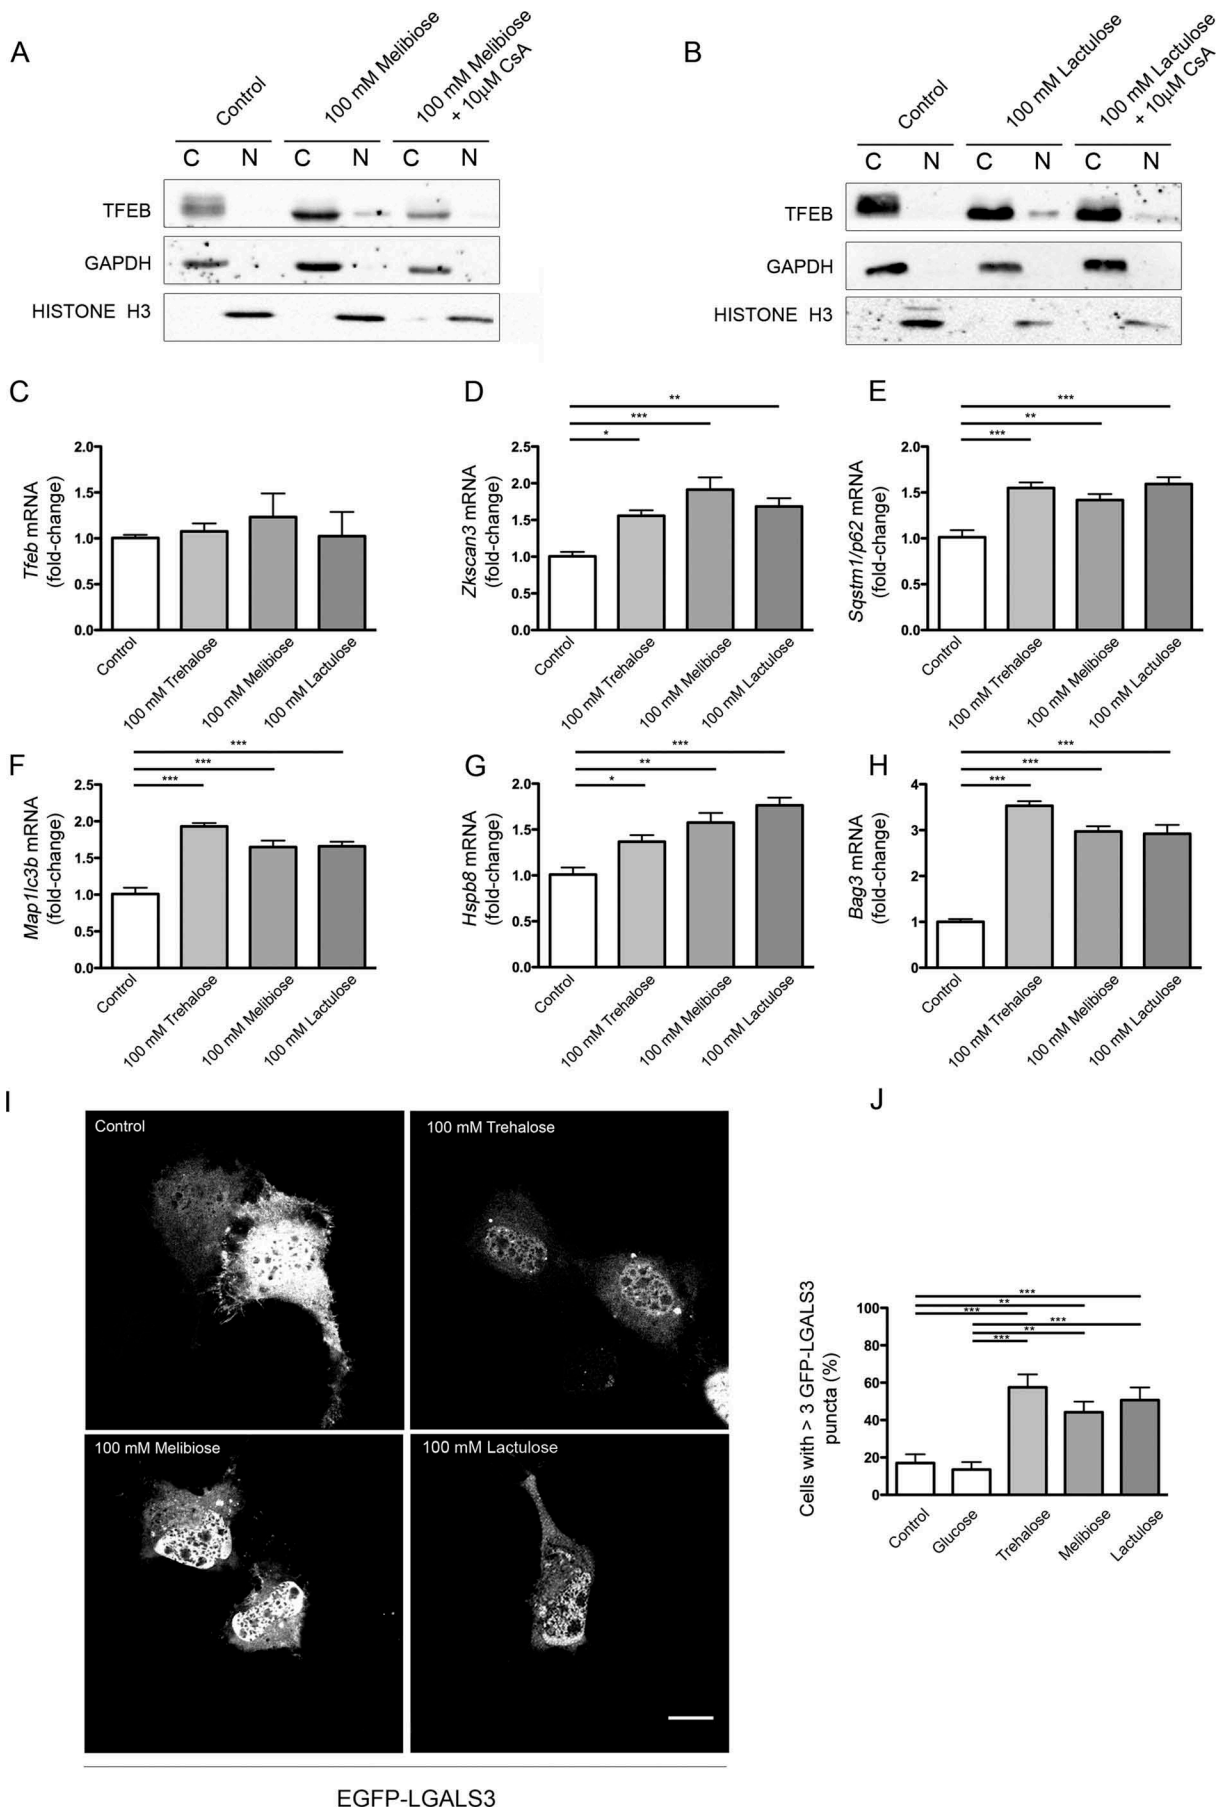 A
Control
100 mM Melibiose
100 mM Melibiose
+ 10µM CsA
C N C N C N
TFEB
GAPDH
HISTONE H3
B
Control
100 mM Lactulose
100 mM Lactulose
+ 10µM CsA
C N C N C N
TFEB
GAPDH
HISTONE H3
C
Tfeb mRNA
(fold-change)
2.0
1.5
1.0
0.5
0.0
Control
100 mM Trehalose
100 mM Melibiose
100 mM Lactulose
D
**
***
*
Zkscan3 mRNA
(fold-change)
2.5
2.0
1.5
1.0
0.5
0.0
Control
100 mM Trehalose
100 mM Melibiose
100 mM Lactulose
E
***
**
***
Sqstm1/p62 mRNA
(fold-change)
2.0
1.5
1.0
0.5
0.0
Control
100 mM Trehalose
100 mM Melibiose
100 mM Lactulose
F
***
***
***
Map1lc3b mRNA
(fold-change)
2.5
2.0
1.5
1.0
0.5
0.0
Control
100 mM Trehalose
100 mM Melibiose
100 mM Lactulose
G
***
**
*
Hspb8 mRNA
(fold-change)
2.0
1.5
1.0
0.5
0.0
Control
100 mM Trehalose
100 mM Melibiose
100 mM Lactulose
H
***
***
***
Bag3 mRNA
(fold-change)
4
3
2
1
0
Control
100 mM Trehalose
100 mM Melibiose
100 mM Lactulose
I
Control
100 mM Trehalose
100 mM Melibiose
100 mM Lactulose
EGFP-LGALS3
J
***
**
***
***
**
***
Cells with > 3 GFP-LGALS3
puncta (%)
100
80
60
40
20
0
Control
Glucose
Trehalose
Melibiose
Lactulose